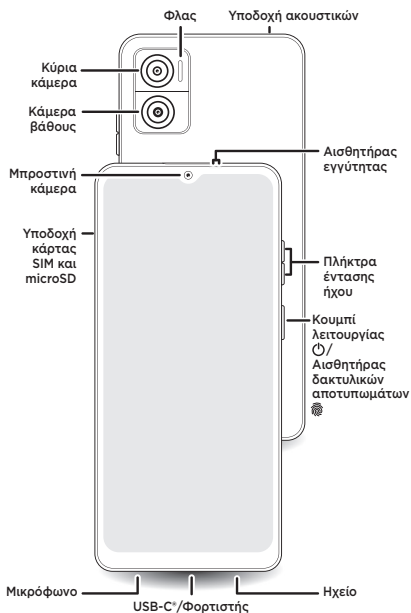 Φλας
Υποδοχή ακουστικών
Κύρια
κάμερα
Κάμερα
βάθους
Αισθητήρας
εγγύτητας
Μπροστινή
κάμερα
Υποδοχή
κάρτας
SIM και
microSD
Πλήκτρα
έντασης
ήχου
Κουμπί
λειτουργίας
/
Αισθητήρας
δακτυλικών
αποτυπωμάτων
Μικρόφωνο
Ηχείο
USB-C®/Φορτιστής